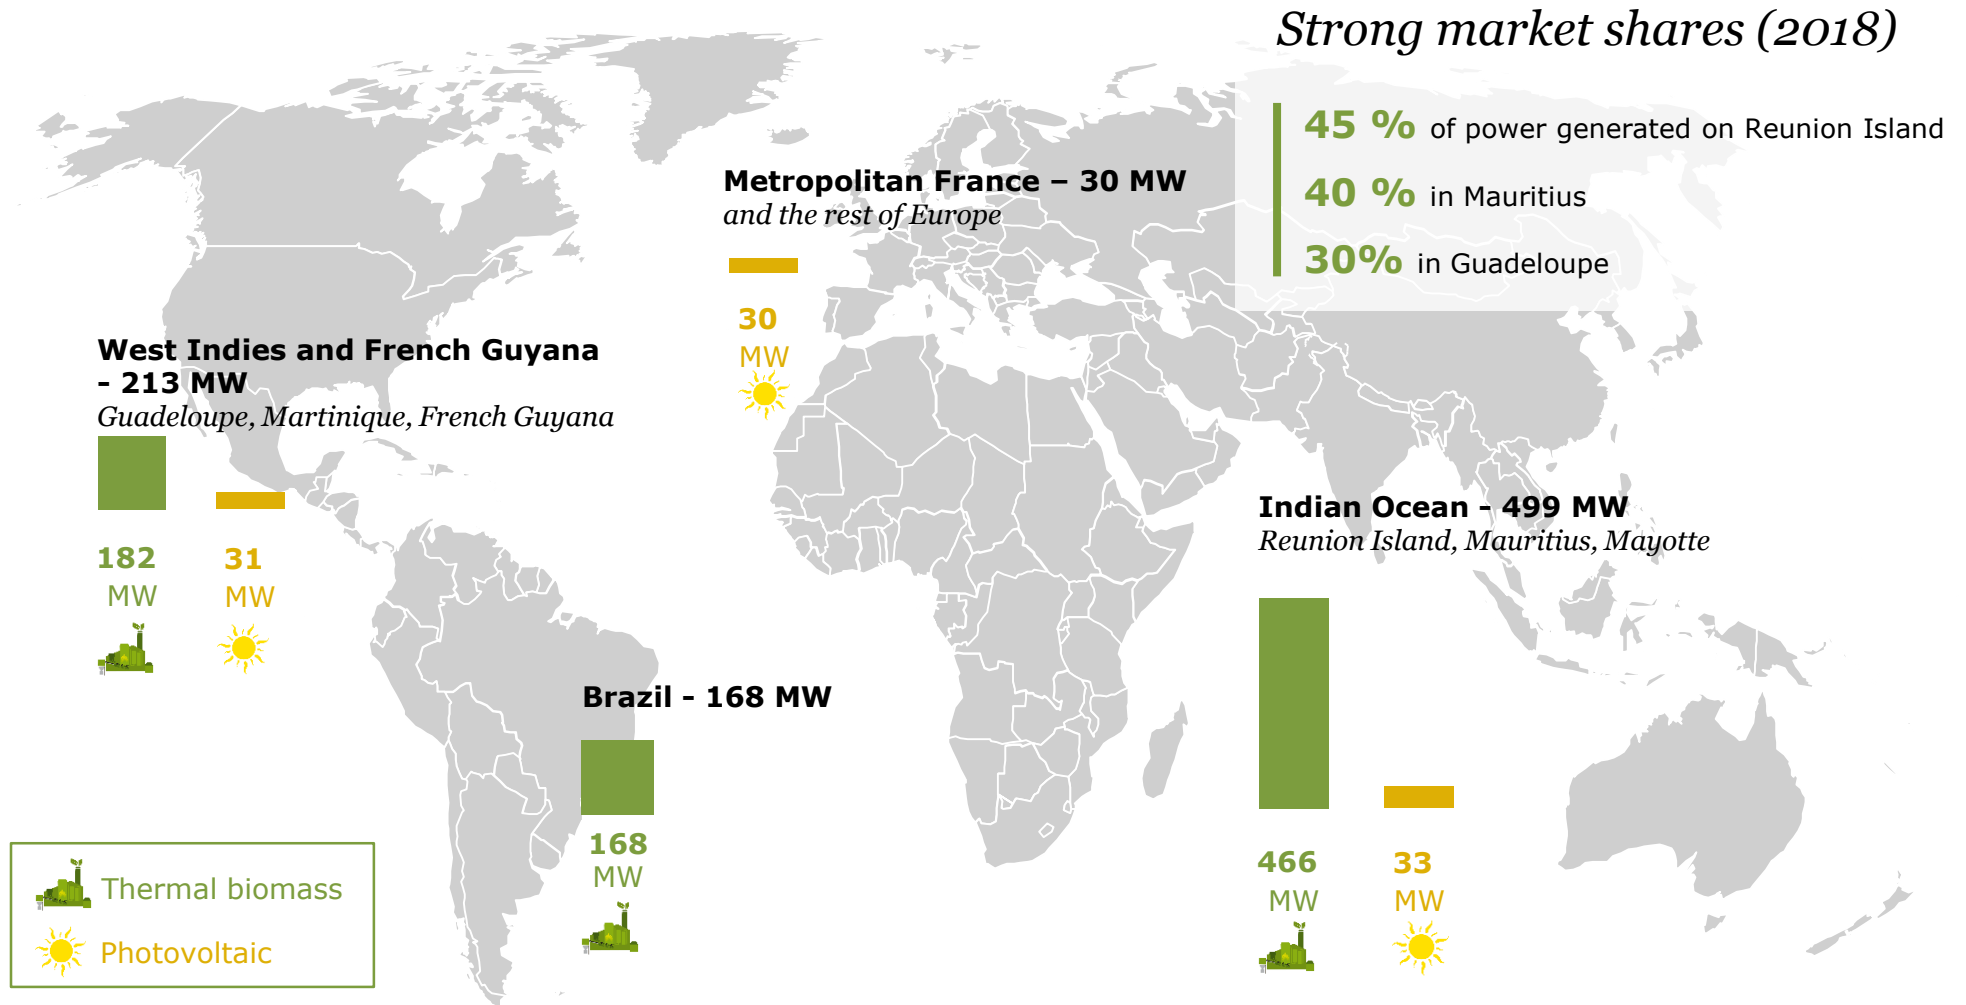 Strong market shares (2018)
45 % of power generated on Reunion Island
40 % in Mauritius
30% in Guadeloupe
Metropolitan France – 30 MW
and the rest of Europe
30
MW
West Indies and French Guyana
- 213 MW
Guadeloupe, Martinique, French Guyana
182
MW
31
MW
Indian Ocean - 499 MW
Reunion Island, Mauritius, Mayotte
466
MW
33
MW
Brazil - 168 MW
168
MW
Thermal biomass
Photovoltaic